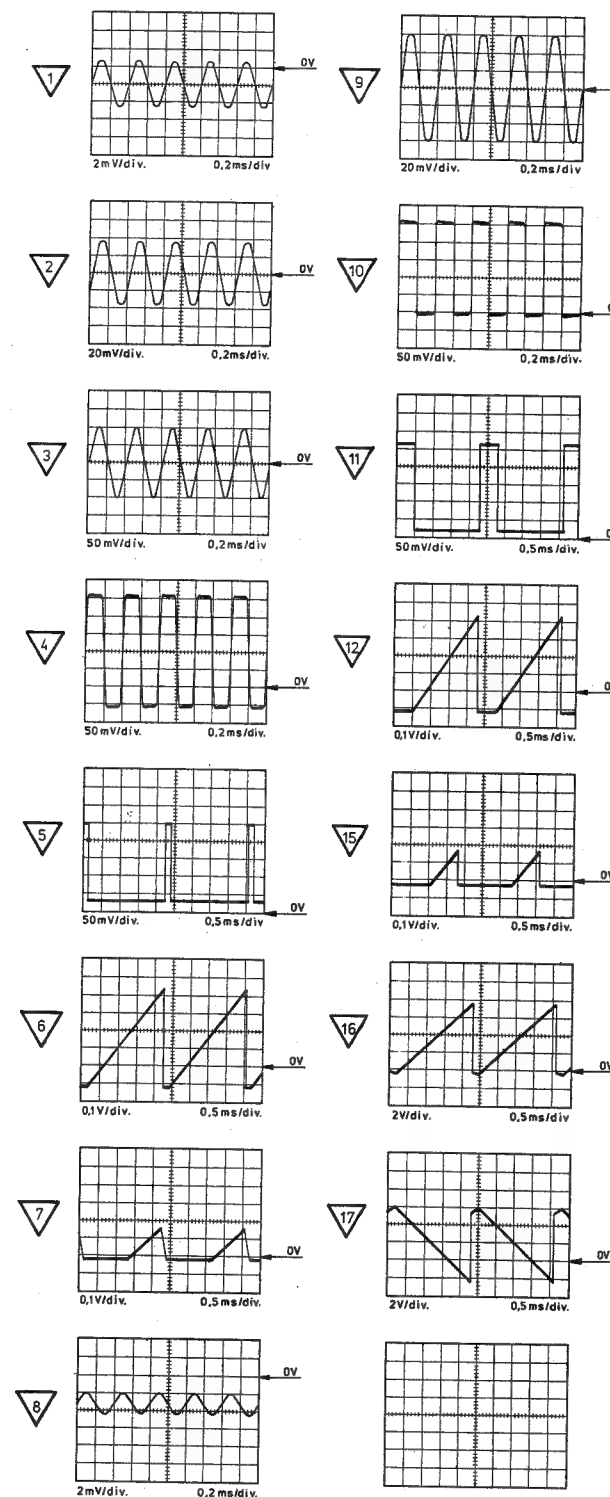 1
0V
2mV/div. 0,2ms/div
2
0V
20mV/div. 0,2ms/div.
3
0V
50mV/div. 0,2ms/div
4
0V
50mV/div. 0,2ms/div
5
0V
50mV/div. 0,5ms/div
6
0V
0,1V/div. 0,5ms/div
7
0V
0,1V/div. 0,5ms/div.
8
0V
2mV/div. 0,2ms/div.
9
20mV/div. 0,2ms/div
10
50mV/div. 0,2ms/div
11
50mV/div. 0,5ms/div
12
0,1V/div. 0,5ms/div.
15
0V
0,1V/div. 0,5ms/div.
16
0V
2V/div. 0,5ms/div
17
0V
2V/div. 0,5ms/div.